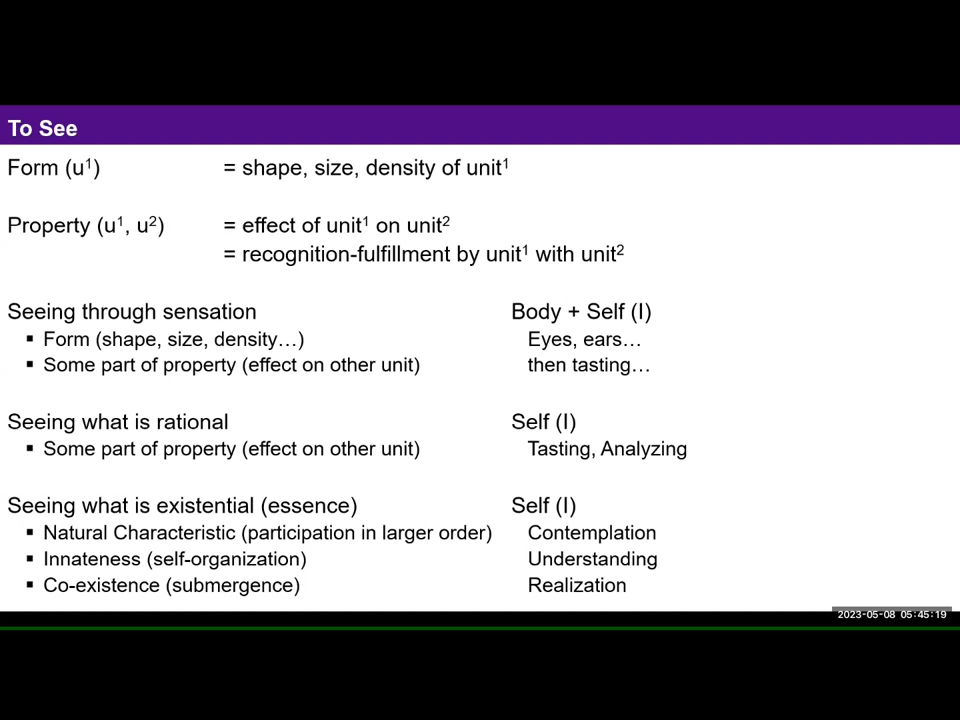 To See
Form (u¹) = shape, size, density of unit¹
Property (u¹, u²) = effect of unit¹ on unit²
= recognition-fulfillment by unit¹ with unit²
Seeing through sensation Body + Self (I)
▪ Form (shape, size, density…) Eyes, ears…
▪ Some part of property (effect on other unit) then tasting…
Seeing what is rational Self (I)
▪ Some part of property (effect on other unit) Tasting, Analyzing
Seeing what is existential (essence) Self (I)
▪ Natural Characteristic (participation in larger order) Contemplation
▪ Innateness (self-organization) Understanding
▪ Co-existence (submergence) Realization
2023-05-08 05:45:19